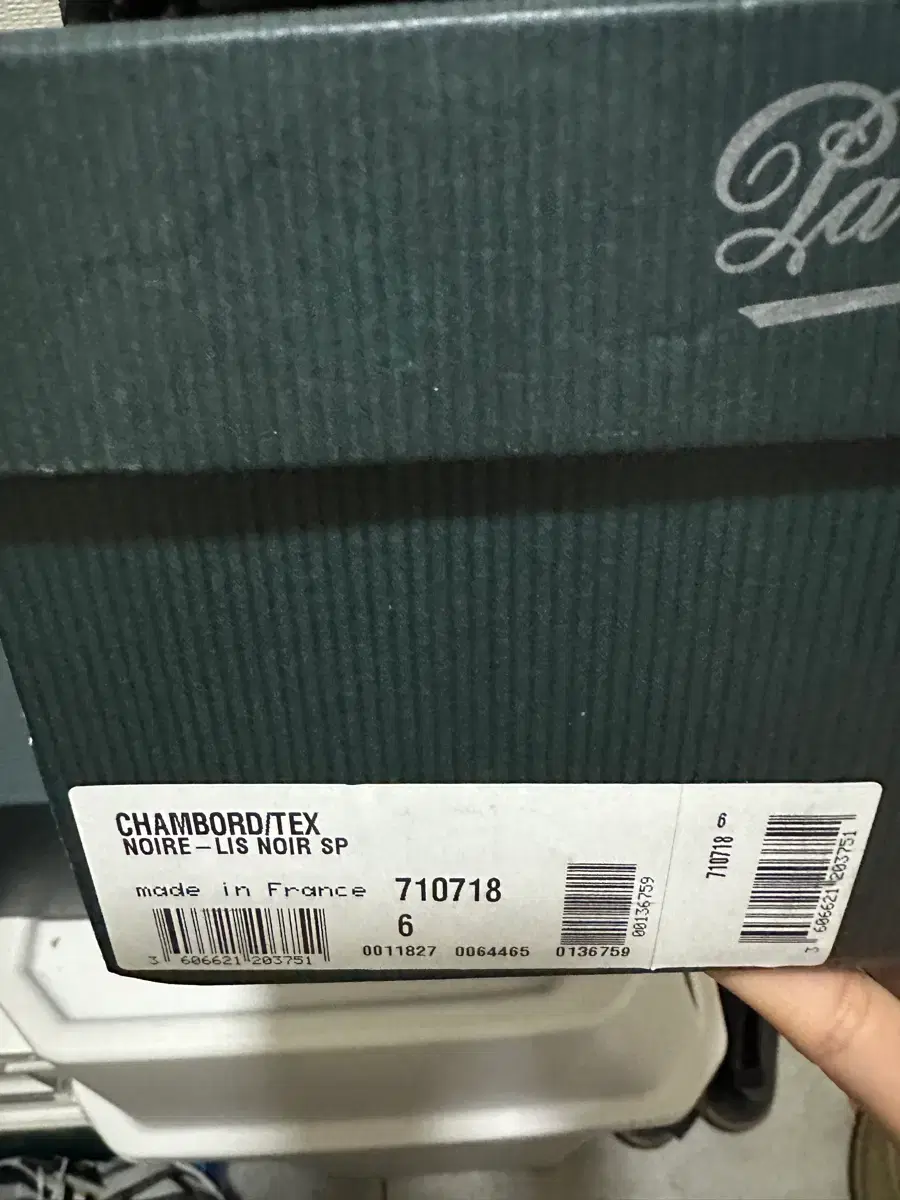 Pa
CHAMBORD/TEX
NOIRE–LIS NOIR SP
made in France 710718
6
3 606621 203751
0011827 0064465 0136759
00136759
710718 6
3 606621 203751